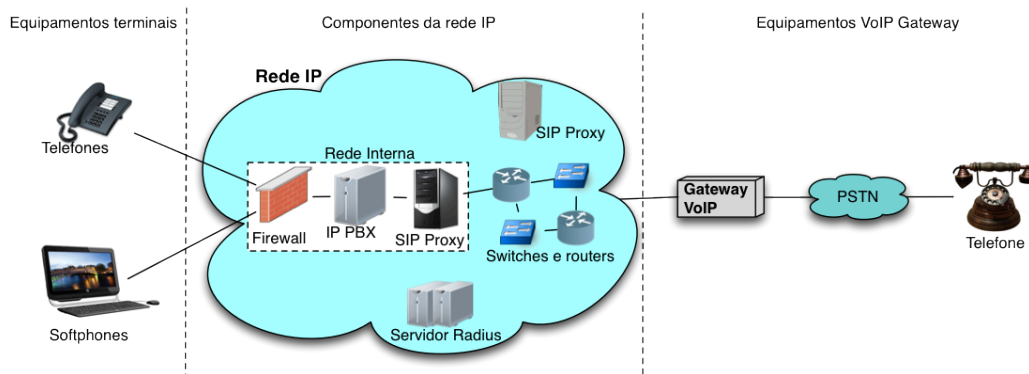 Equipamentos terminais
Componentes da rede IP
Equipamentos VoIP Gateway
Rede IP
SIP Proxy
Telefones
Rede Interna
Firewall
IP PBX
SIP Proxy
Switches e routers
Gateway
VoIP
PSTN
Telefone
Softphones
Servidor Radius